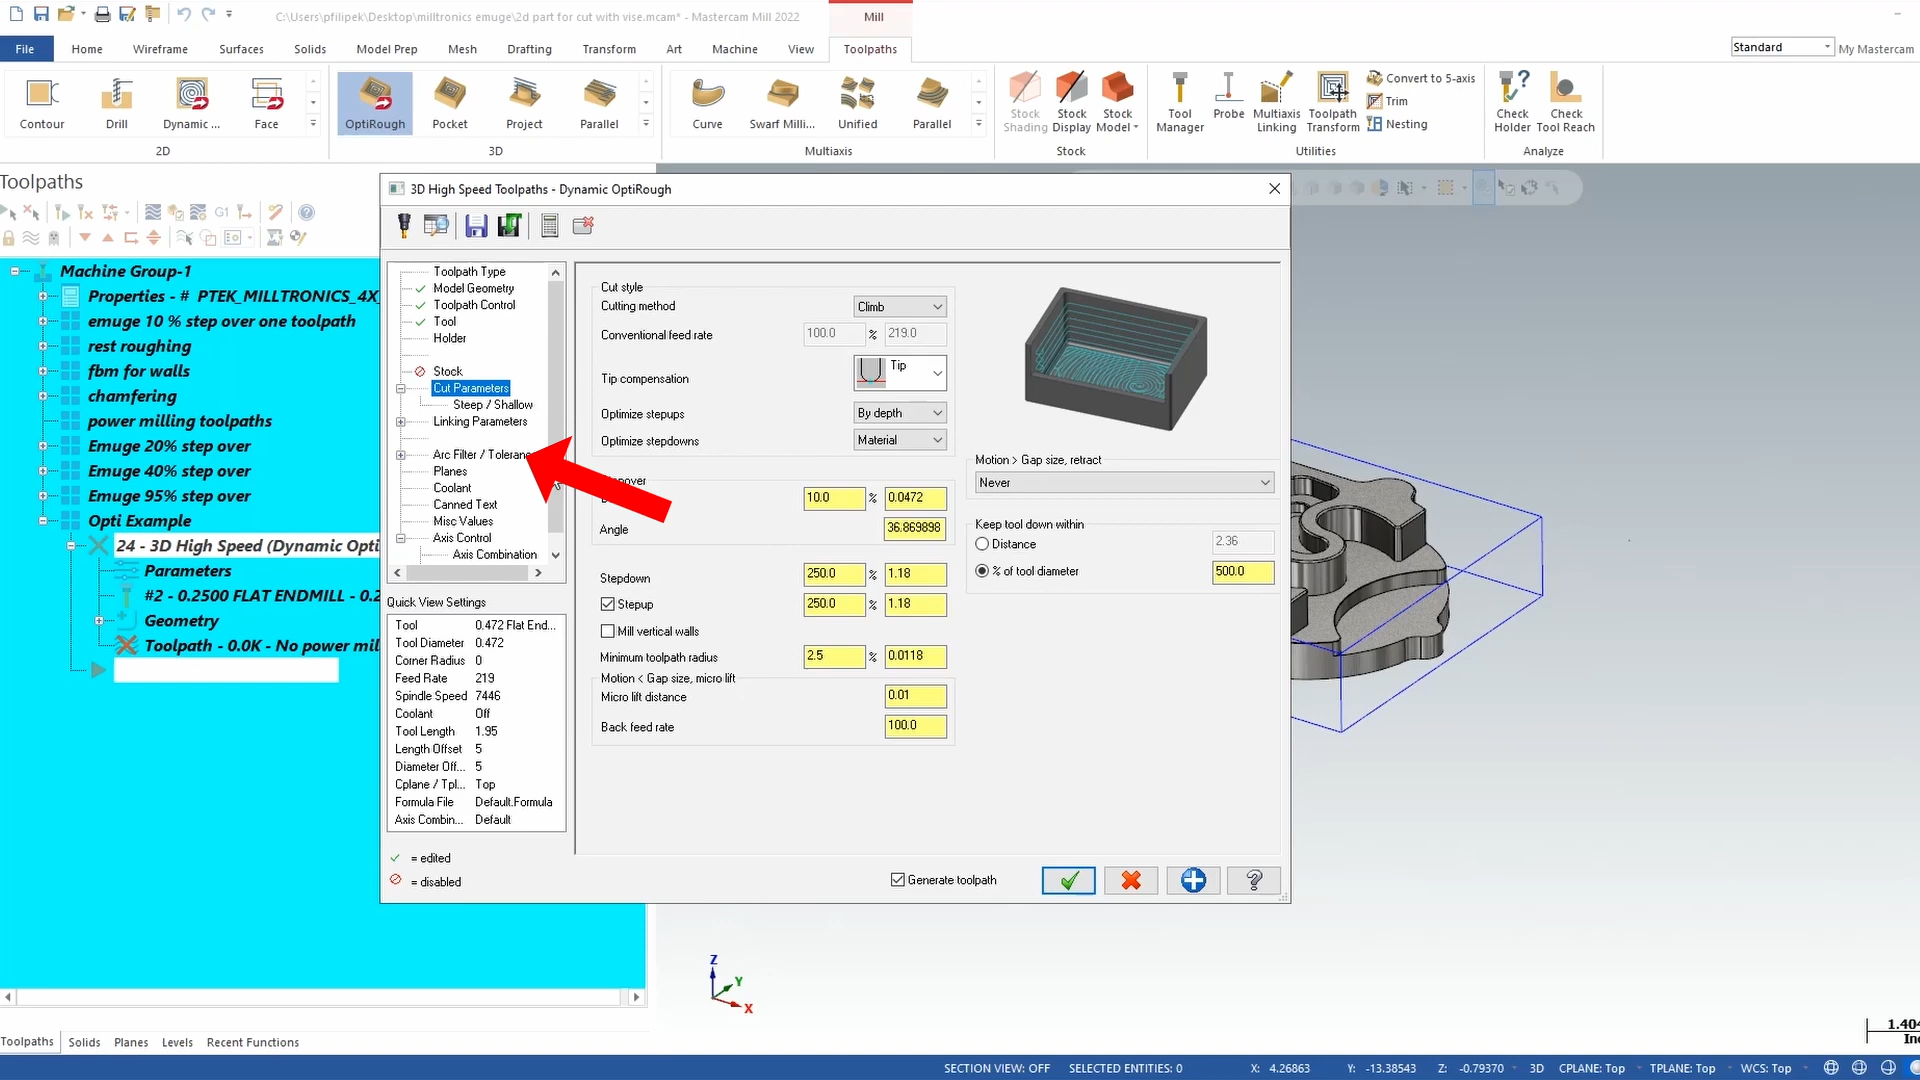 C:\Users\pfilipek\Desktop\milltronics emuge\2d part for cut with vise.mcam* - Mastercam Mill 2022
Mill
File
Home
Wireframe
Surfaces
Solids
Model Prep
Mesh
Drafting
Transform
Art
Machine
View
Toolpaths
Standard
My Mastercam
Contour
Drill
Dynamic ...
Face
OptiRough
Pocket
Project
Parallel
Curve
Swarf Milli...
Unified
Parallel
Stock Shading
Stock Display
Stock Model
Tool Manager
Probe
Multiaxis Linking
Toolpath Transform
Convert to 5-axis
Trim
Nesting
Check Holder
Check Tool Reach
2D
3D
Multiaxis
Stock
Utilities
Analyze
Toolpaths
G1
Machine Group-1
Properties - # PTEK_MILLTRONICS_4X_
emuge 10 % step over one toolpath
rest roughing
fbm for walls
chamfering
power milling toolpaths
Emuge 20% step over
Emuge 40% step over
Emuge 95% step over
Opti Example
24 - 3D High Speed (Dynamic Opti
Parameters
#2 - 0.2500 FLAT ENDMILL - 0.2
Geometry
Toolpath - 0.0K - No power mil
3D High Speed Toolpaths - Dynamic OptiRough
Toolpath Type
Model Geometry
Toolpath Control
Tool
Holder
Stock
Cut Parameters
Steep / Shallow
Linking Parameters
Arc Filter / Toleranc
Planes
Coolant
Canned Text
Misc Values
Axis Control
Axis Combination
Quick View Settings
Tool 0.472 Flat End...
Tool Diameter 0.472
Corner Radius 0
Feed Rate 219
Spindle Speed 7446
Coolant Off
Tool Length 1.95
Length Offset 5
Diameter Off... 5
Cplane / Tpl... Top
Formula File Default.Formula
Axis Combin... Default
= edited
= disabled
Cut style
Cutting method Climb
Conventional feed rate 100.0 % 219.0
Tip compensation Tip
Optimize stepups By depth
Optimize stepdowns Material
10.0 % 0.0472
Angle 36.869898
Stepdown 250.0 % 1.18
Stepup 250.0 % 1.18
Mill vertical walls
Minimum toolpath radius 2.5 % 0.0118
Motion < Gap size, micro lift
Micro lift distance 0.01
Back feed rate 100.0
Motion > Gap size, retract
Never
Keep tool down within
Distance 2.36
% of tool diameter 500.0
Generate toolpath
Z
Y
X
1.404
Toolpaths
Solids
Planes
Levels
Recent Functions
SECTION VIEW: OFF
SELECTED ENTITIES: 0
X: 4.26863
Y: -13.38543
Z: -0.79370
3D
CPLANE: Top
TPLANE: Top
WCS: Top